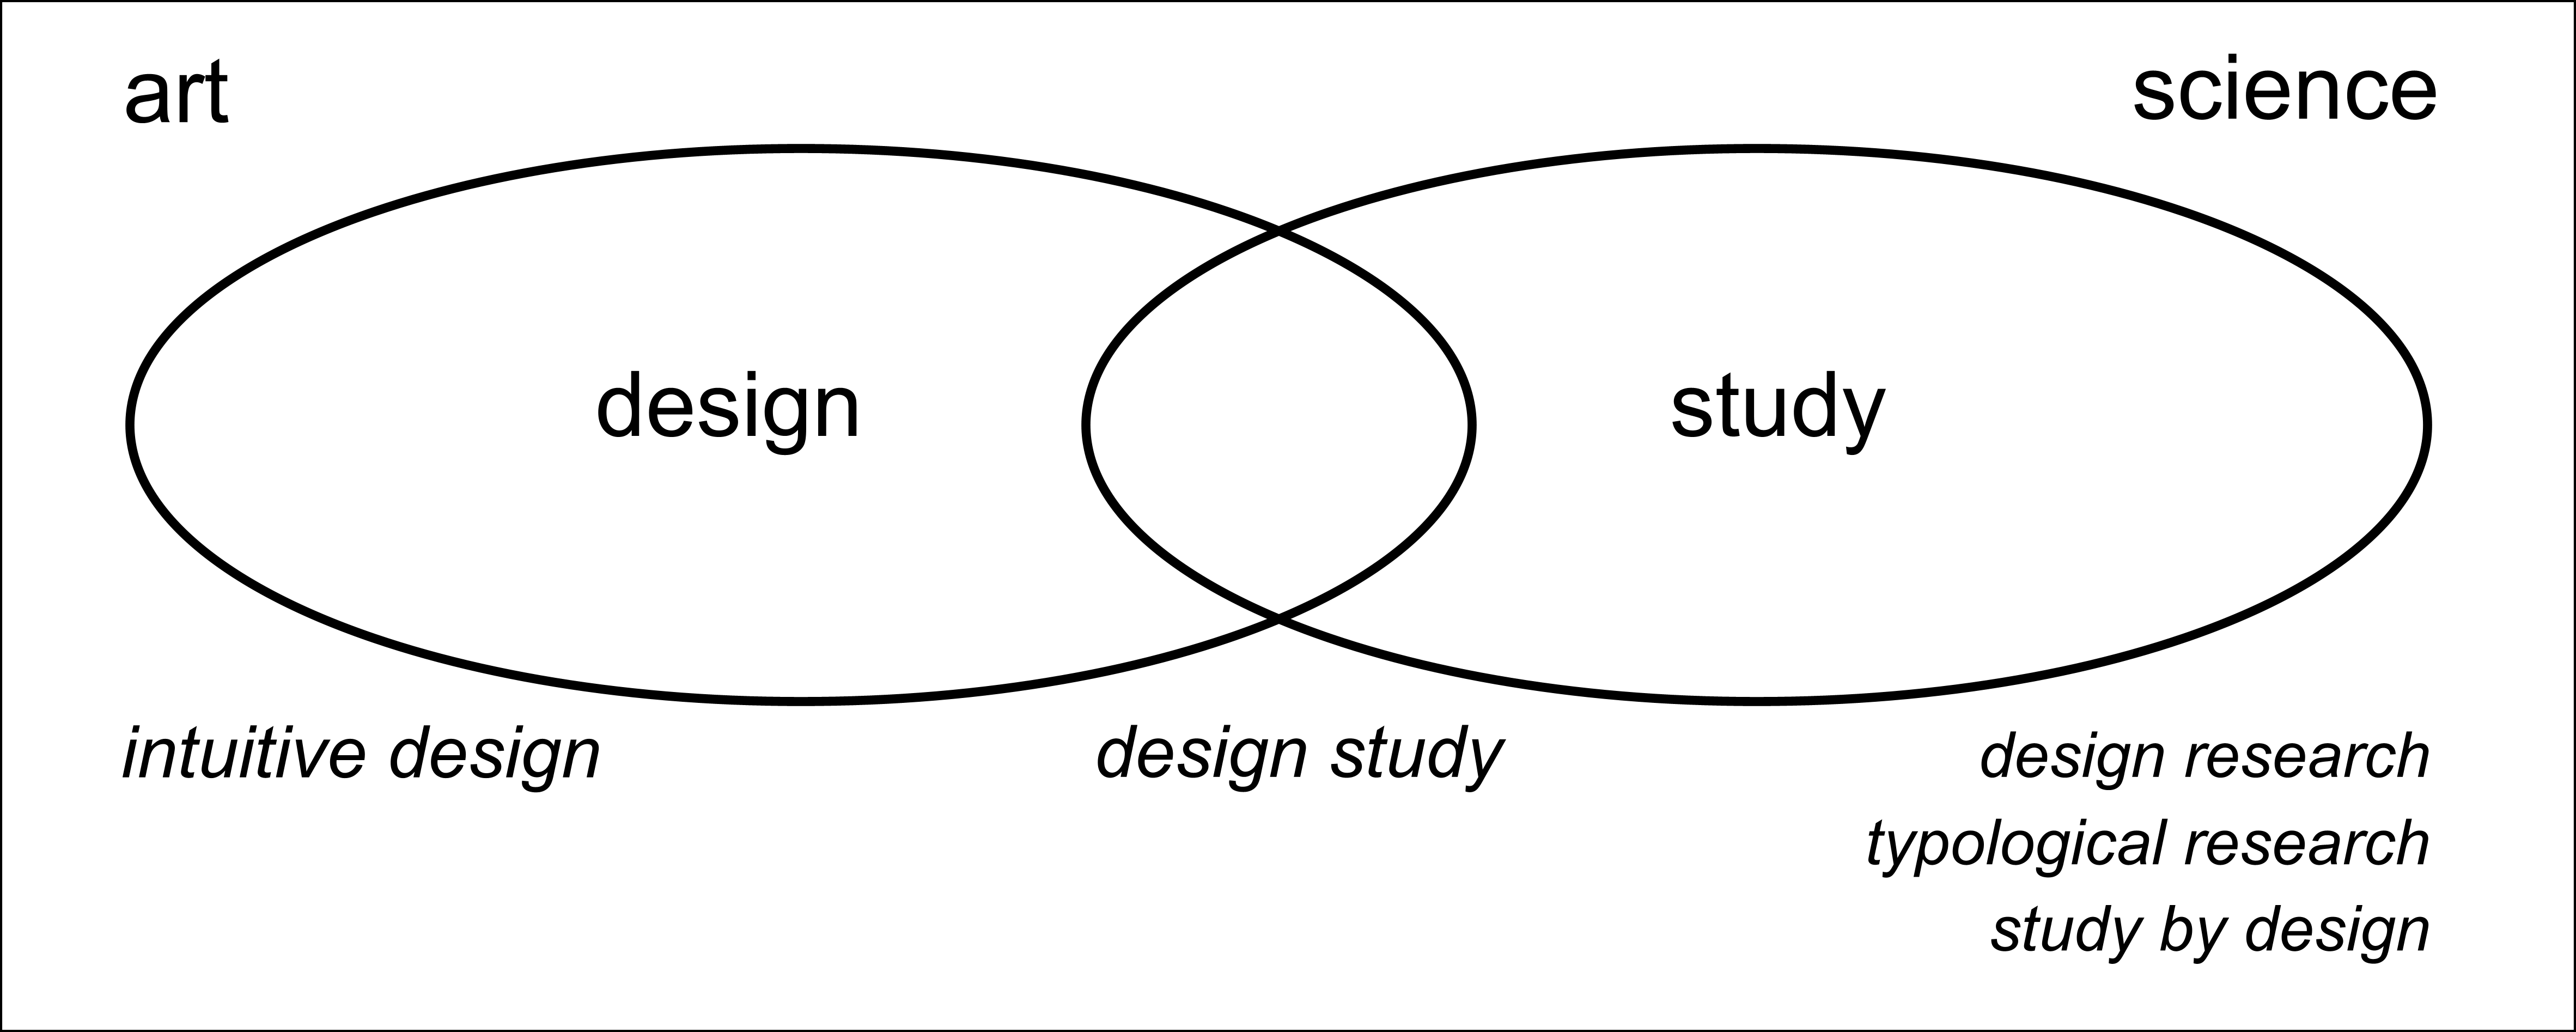 art
science
design
study
intuitive design
design study
design research
typological research
study by design